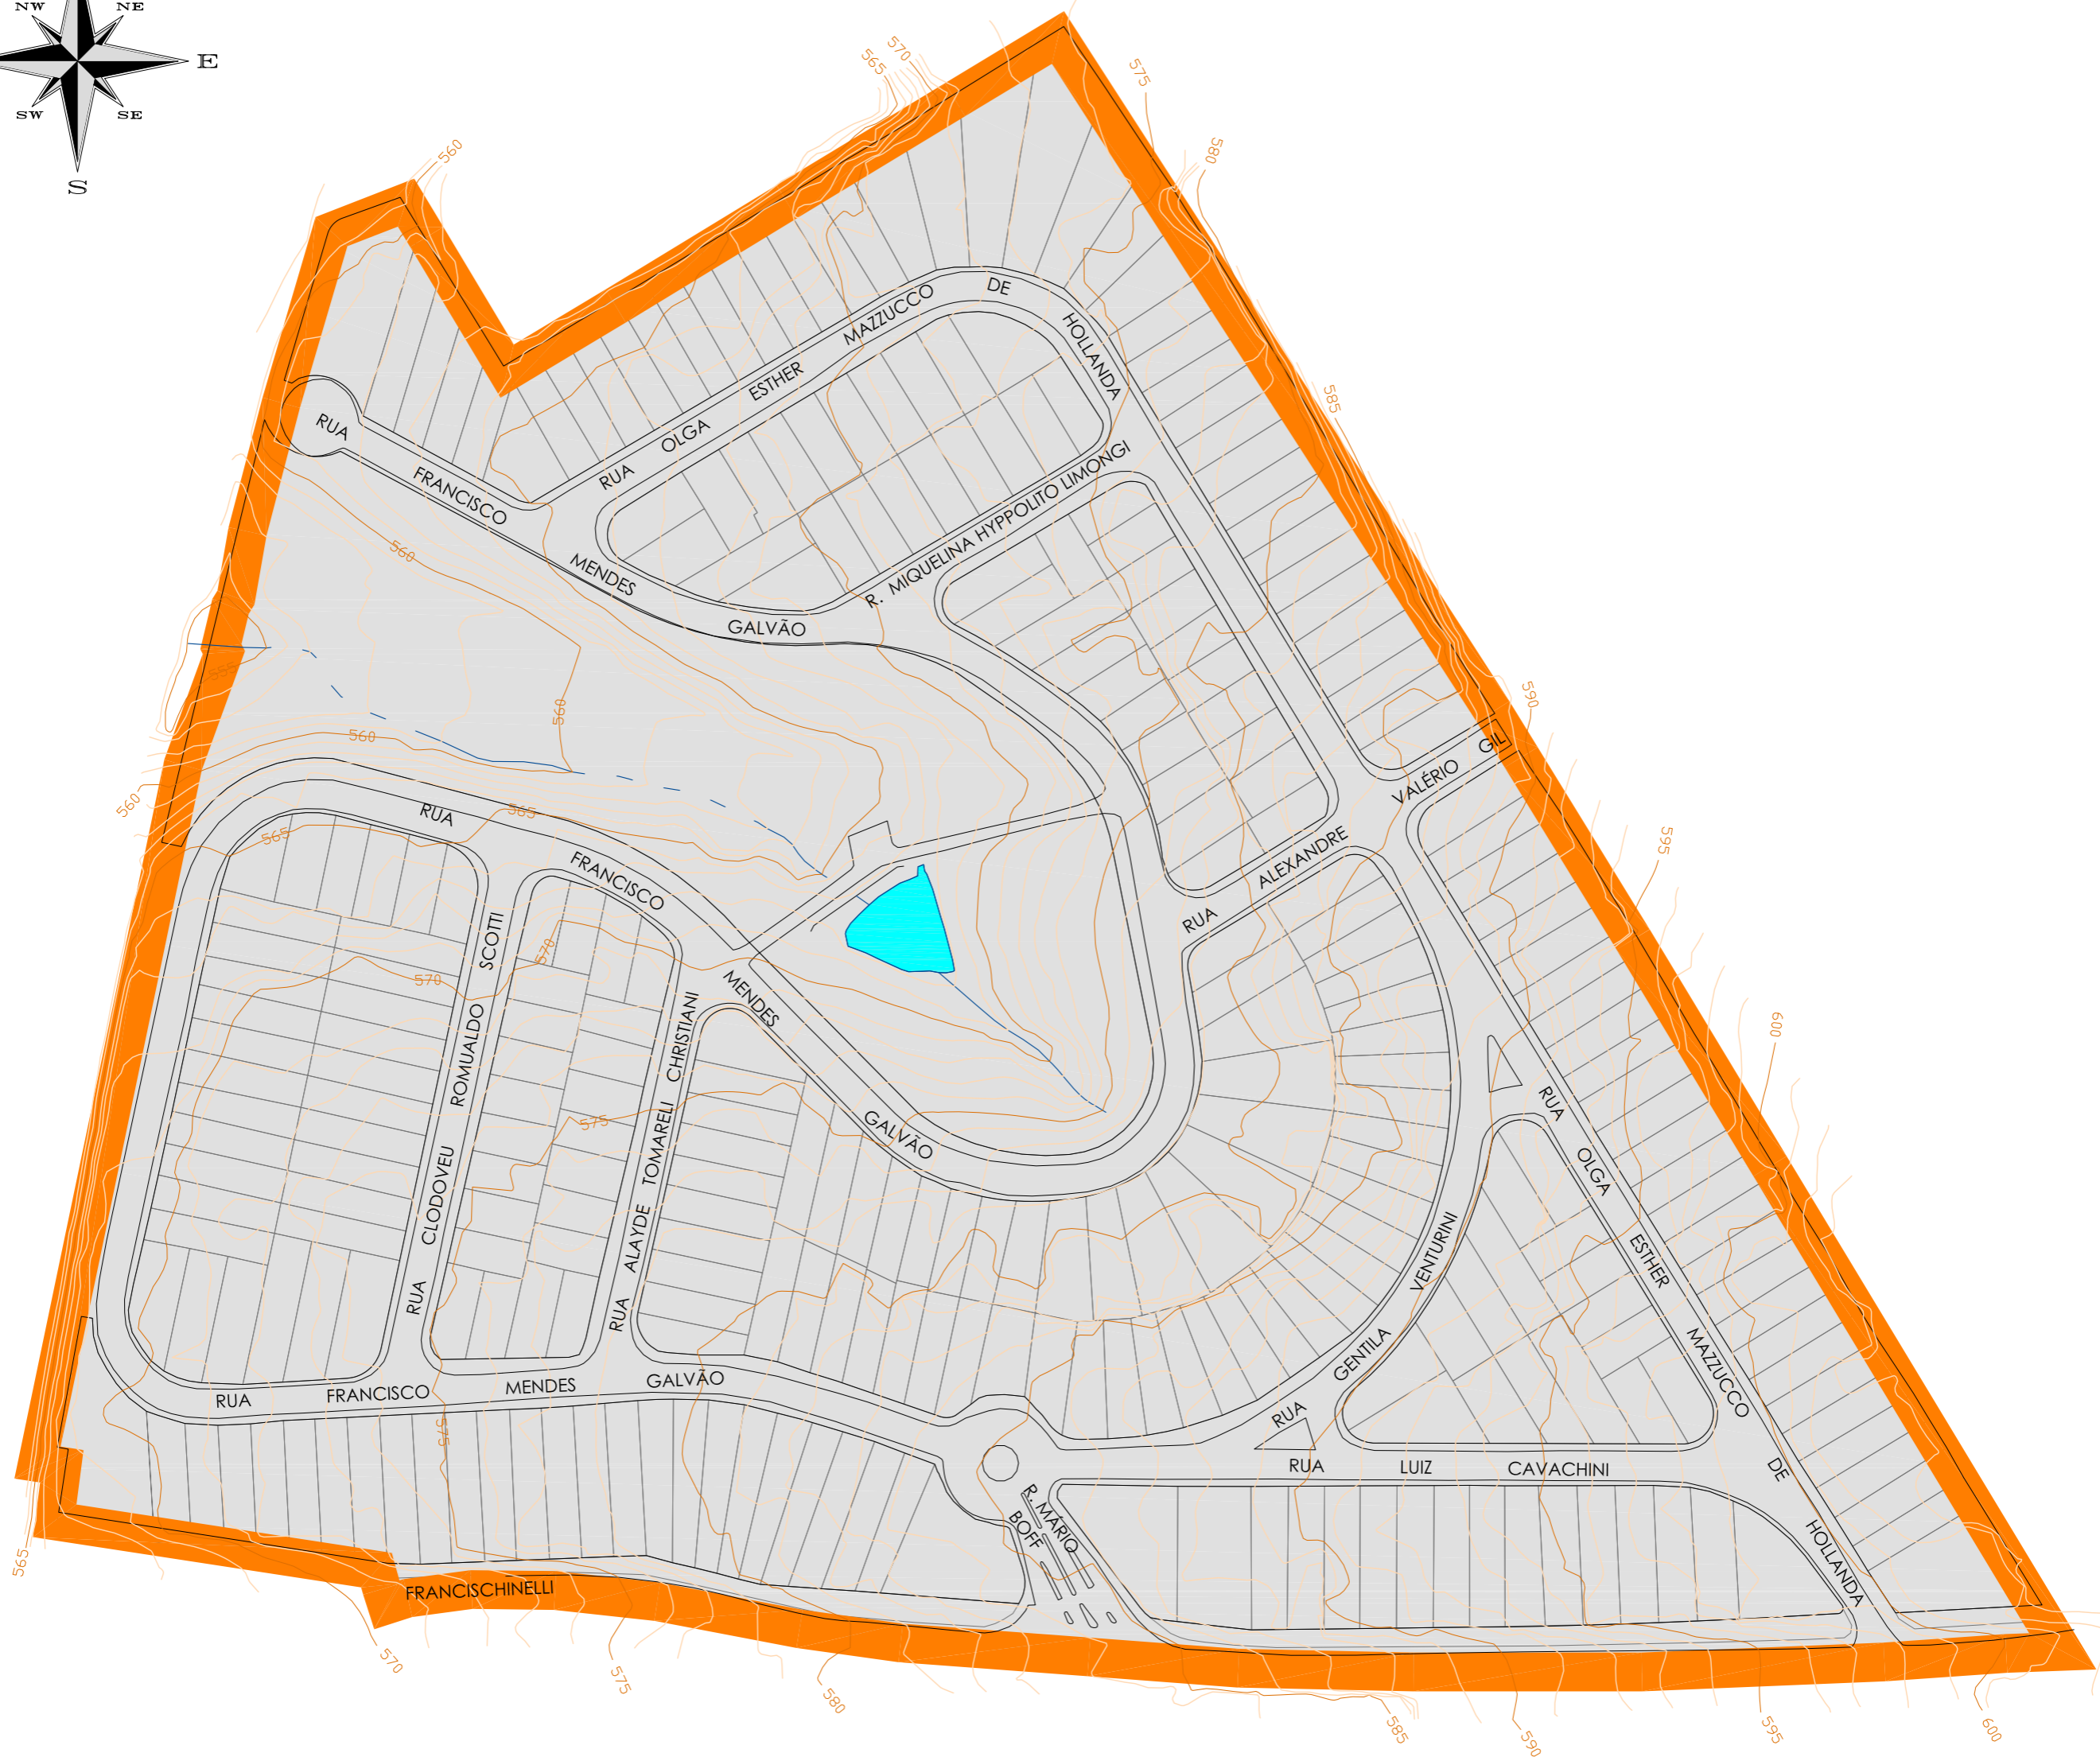 NW
NE
E
SW
SE
S
565
570
575
580
560
585
590
595
600
RUA FRANCISCO MENDES GALVÃO
RUA OLGA ESTHER MAZZUCCO DE HOLLANDA
R. MIQUELINA HYPPOLITO LIMONGI
560
555
560
560
560
565
565
RUA FRANCISCO MENDES GALVÃO
RUA ALEXANDRE VALÉRIO GIL
570
570
575
RUA CLODOVEU ROMUALDO SCOTTI
RUA ALAYDE TOMARELI CHRISTIANI
RUA GENTILA VENTURINI
RUA OLGA ESTHER MAZZUCCO DE HOLLANDA
RUA FRANCISCO MENDES GALVÃO
575
RUA LUIZ CAVACHINI
R. MÁRIO
BOFF
FRANCISCHINELLI
565
570
575
580
585
590
595
600